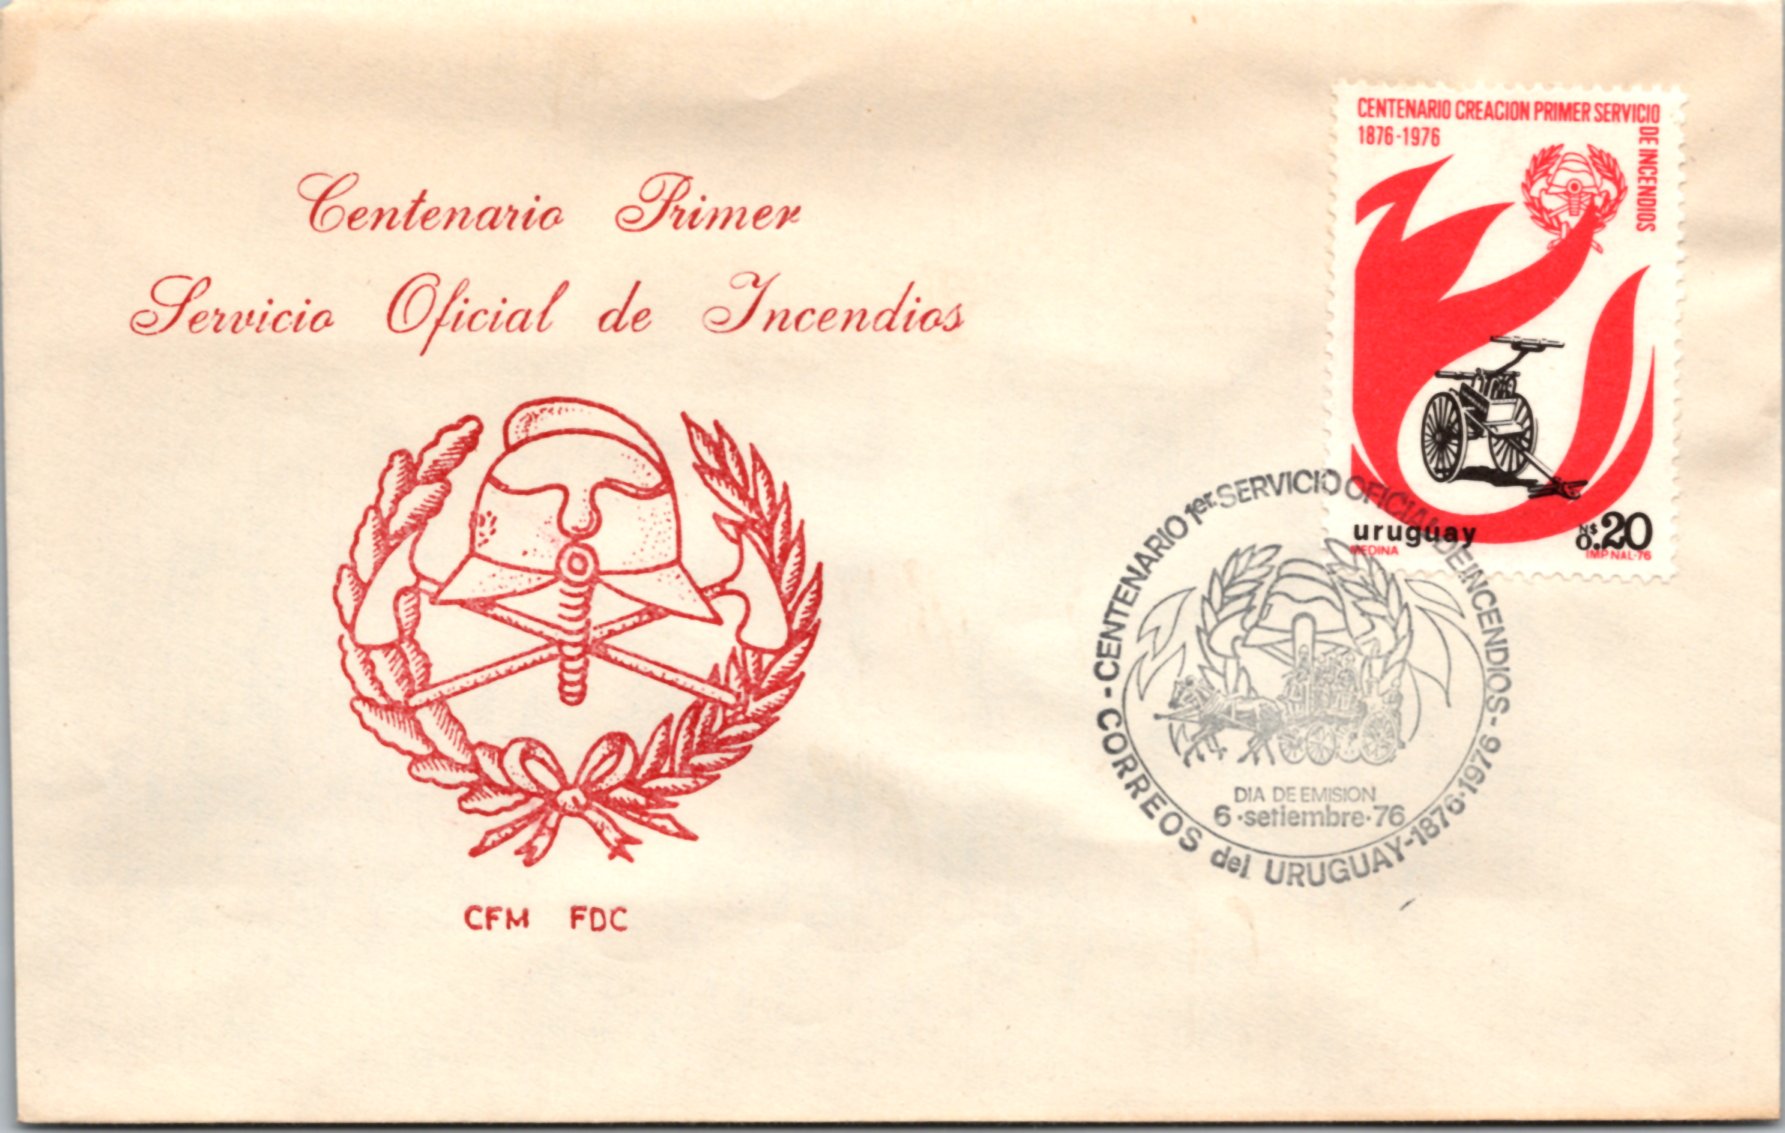 Centenario Primer
Servicio Oficial de Incendios
CFM FDC
CENTENARIO CREACION PRIMER SERVICIO
DE INCENDIOS
1876-1976
uruguay
N$ 0.20
MEDINA
IMP NAL-76
CENTENARIO 1er SERVICIO OFICIAL DE INCENDIOS - 1876·1976
CORREOS del URUGUAY
DIA DE EMISION
6·setiembre·76